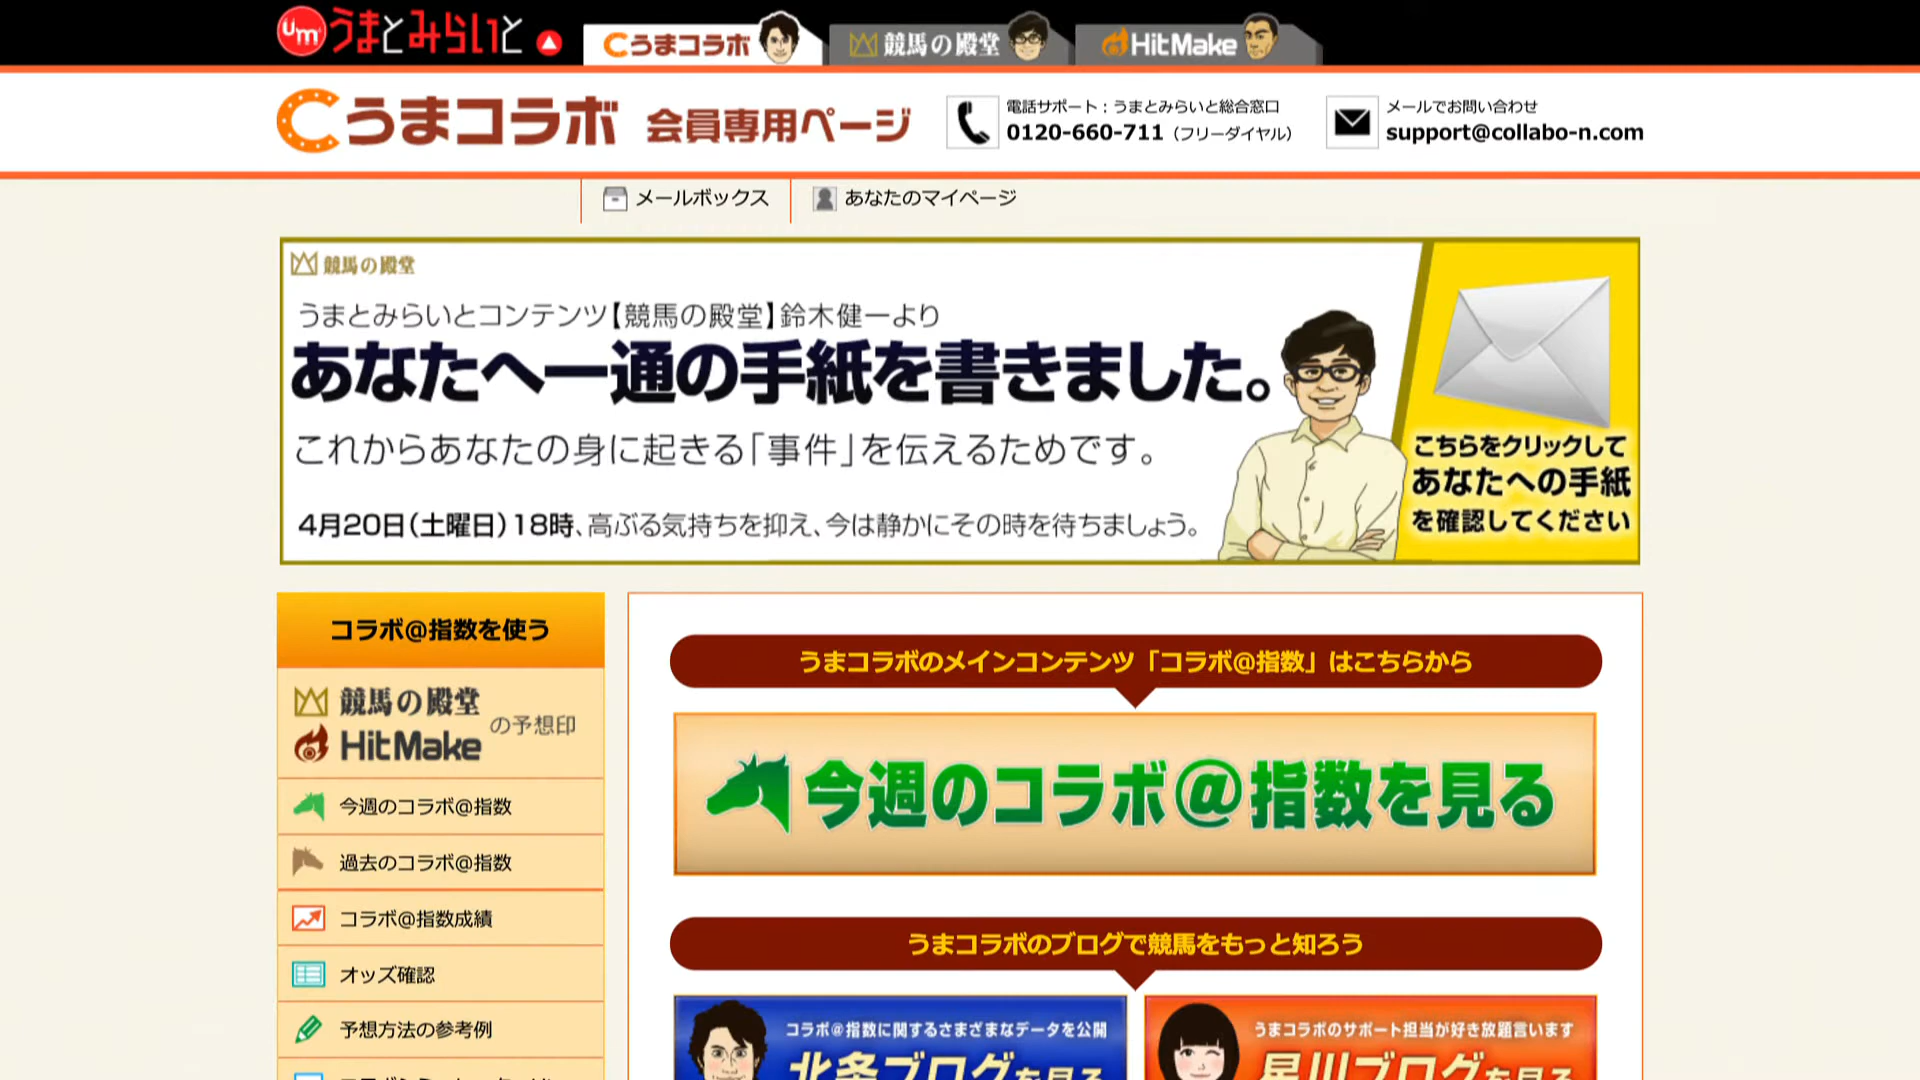 Um うまとみらいと
うまコラボ
競馬の殿堂
HitMake
うまコラボ 会員専用ページ
電話サポート:うまとみらいと総合窓口
0120-660-711(フリーダイヤル)
メールでお問い合わせ
support@collabo-n.com
メールボックス
あなたのマイページ
競馬の殿堂
うまとみらいとコンテンツ【競馬の殿堂】鈴木健一より
あなたへ一通の手紙を書きました。
これからあなたの身に起きる「事件」を伝えるためです。
4月20日(土曜日)18時、高ぶる気持ちを抑え、今は静かにその時を待ちましょう。
こちらをクリックして
あなたへの手紙
を確認してください
コラボ@指数を使う
競馬の殿堂
HitMake
の予想印
今週のコラボ@指数
過去のコラボ@指数
コラボ@指数成績
オッズ確認
予想方法の参考例
うまコラボのメインコンテンツ「コラボ@指数」はこちらから
今週のコラボ@指数を見る
うまコラボのブログで競馬をもっと知ろう
コラボ@指数に関するさまざまなデータを公開
北条ブログを見る
うまコラボのサポート担当が好き放題言います
星川ブログを見る